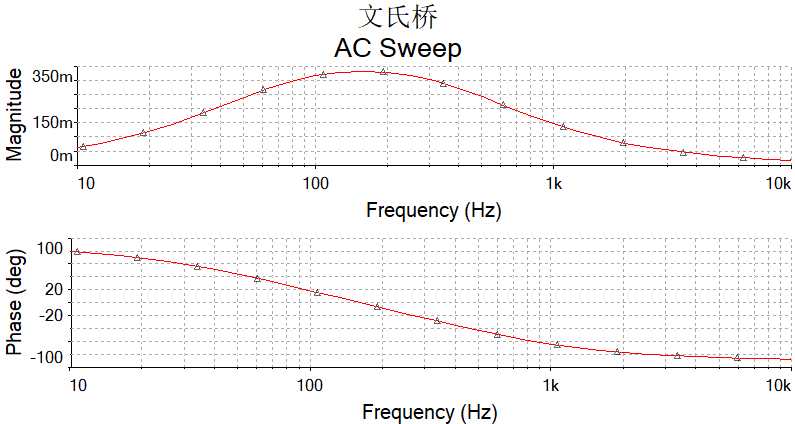 文氏桥
AC Sweep
Magnitude
350m
150m
0m
10
100
1k
10k
Frequency (Hz)
Phase (deg)
100
20
-20
-100
10
100
1k
10k
Frequency (Hz)